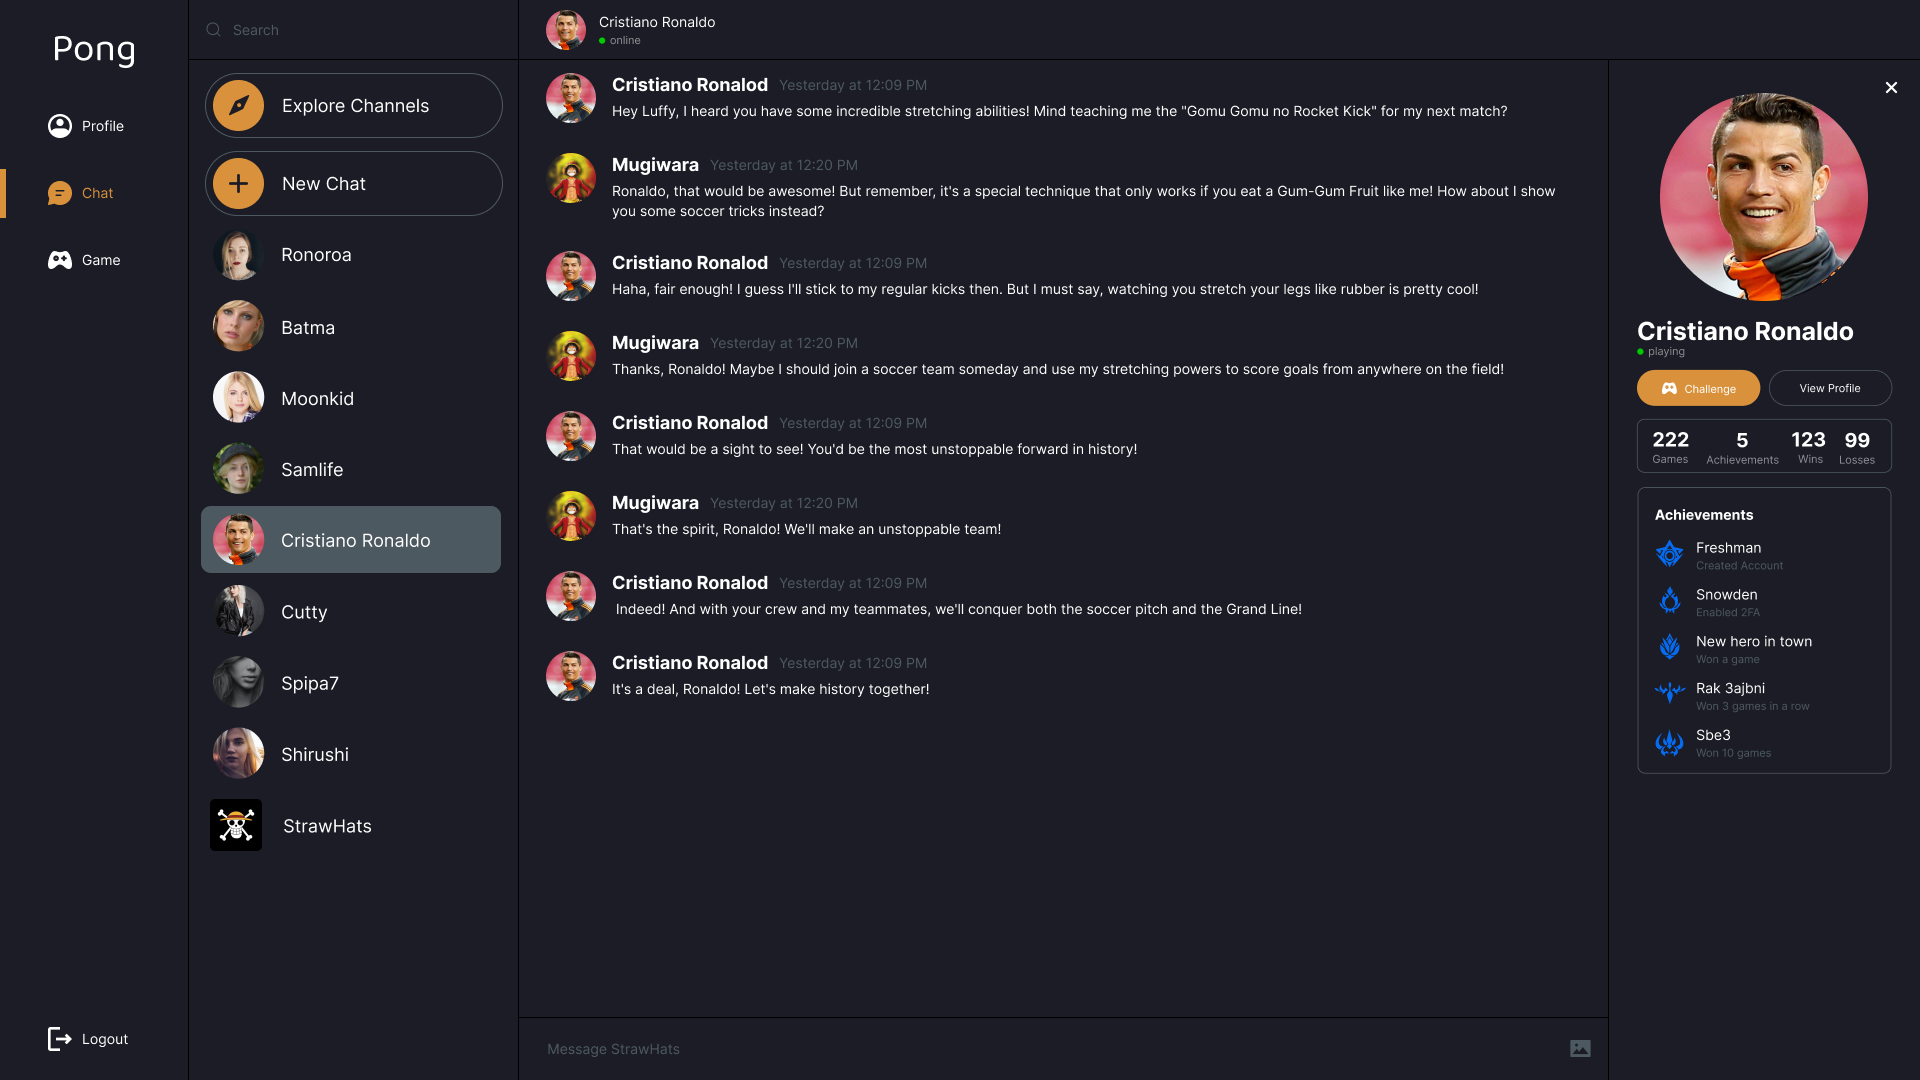 Pong
Profile
Chat
Game
Logout
Search
Explore Channels
New Chat
Ronoroa
Batma
Moonkid
Samlife
Cristiano Ronaldo
Cutty
Spipa7
Shirushi
StrawHats
Cristiano Ronaldo
online
Cristiano Ronalod Yesterday at 12:09 PM
Hey Luffy, I heard you have some incredible stretching abilities! Mind teaching me the "Gomu Gomu no Rocket Kick" for my next match?
Mugiwara Yesterday at 12:20 PM
Ronaldo, that would be awesome! But remember, it's a special technique that only works if you eat a Gum-Gum Fruit like me! How about I show
you some soccer tricks instead?
Cristiano Ronalod Yesterday at 12:09 PM
Haha, fair enough! I guess I'll stick to my regular kicks then. But I must say, watching you stretch your legs like rubber is pretty cool!
Mugiwara Yesterday at 12:20 PM
Thanks, Ronaldo! Maybe I should join a soccer team someday and use my stretching powers to score goals from anywhere on the field!
Cristiano Ronalod Yesterday at 12:09 PM
That would be a sight to see! You'd be the most unstoppable forward in history!
Mugiwara Yesterday at 12:20 PM
That's the spirit, Ronaldo! We'll make an unstoppable team!
Cristiano Ronalod Yesterday at 12:09 PM
Indeed! And with your crew and my teammates, we'll conquer both the soccer pitch and the Grand Line!
Cristiano Ronalod Yesterday at 12:09 PM
It's a deal, Ronaldo! Let's make history together!
Message StrawHats
Cristiano Ronaldo
playing
Challenge View Profile
222 5 123 99
Games Achievements Wins Losses
Achievements
Freshman
Created Account
Snowden
Enabled 2FA
New hero in town
Won a game
Rak 3ajbni
Won 3 games in a row
Sbe3
Won 10 games